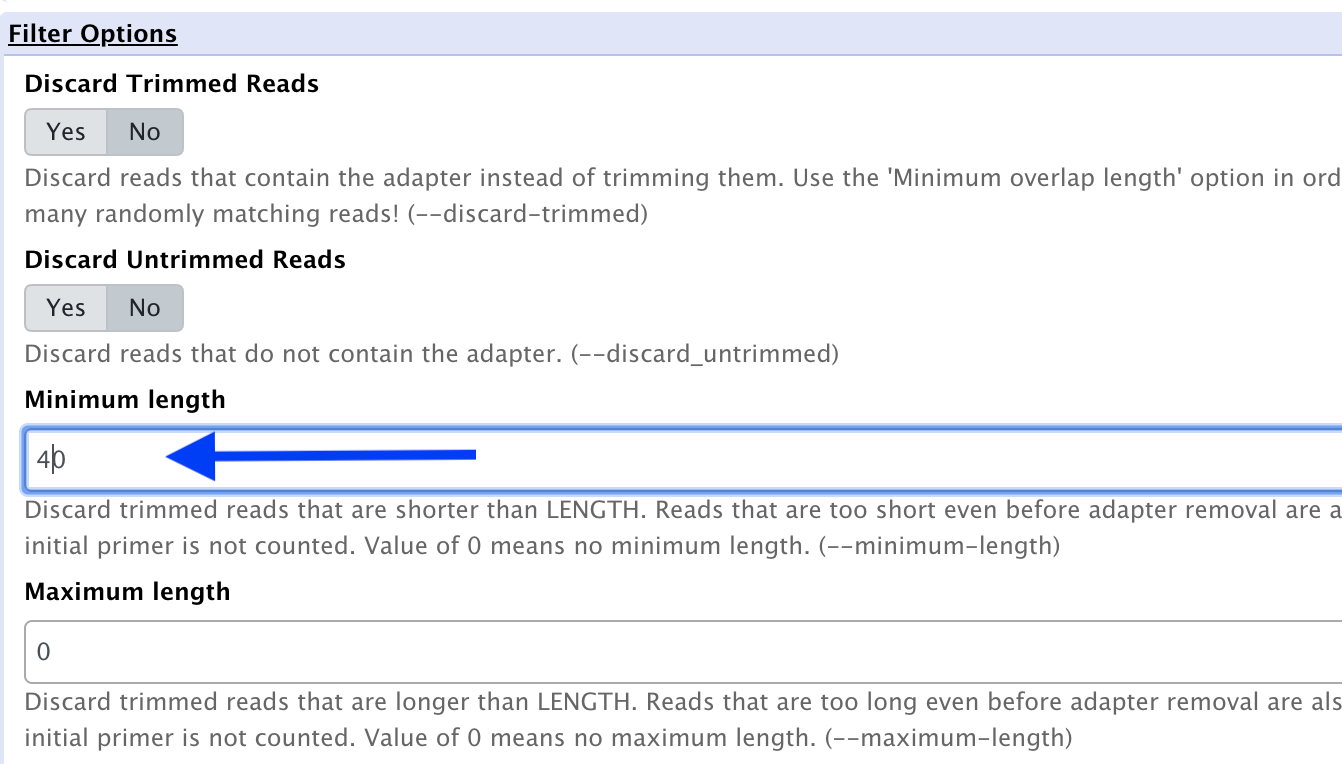 Filter Options
Discard Trimmed Reads
Yes No
Discard reads that contain the adapter instead of trimming them. Use the 'Minimum overlap length' option in
many randomly matching reads! (--discard-trimmed)
Discard Untrimmed Reads
Yes No
Discard reads that do not contain the adapter. (--discard_untrimmed)
Minimum length
40
Discard trimmed reads that are shorter than LENGTH. Reads that are too short even before adapter removal are
initial primer is not counted. Value of 0 means no minimum length. (--minimum-length)
Maximum length
0
Discard trimmed reads that are longer than LENGTH. Reads that are too long even before adapter removal are
initial primer is not counted. Value of 0 means no maximum length. (--maximum-length)